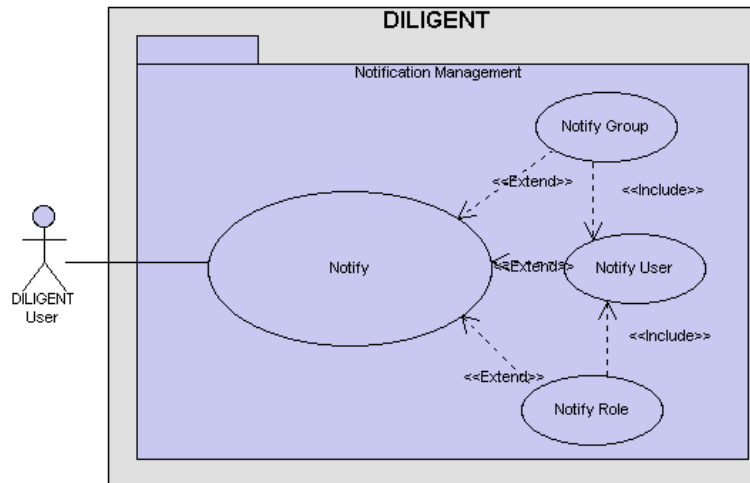 DILIGENT
Notification Management
Notify Group
<<Extend>>
<<Include>>
Notify
<<Extend>>
Notify User
DILIGENT
User
<<Include>>
<<Extend>>
Notify Role